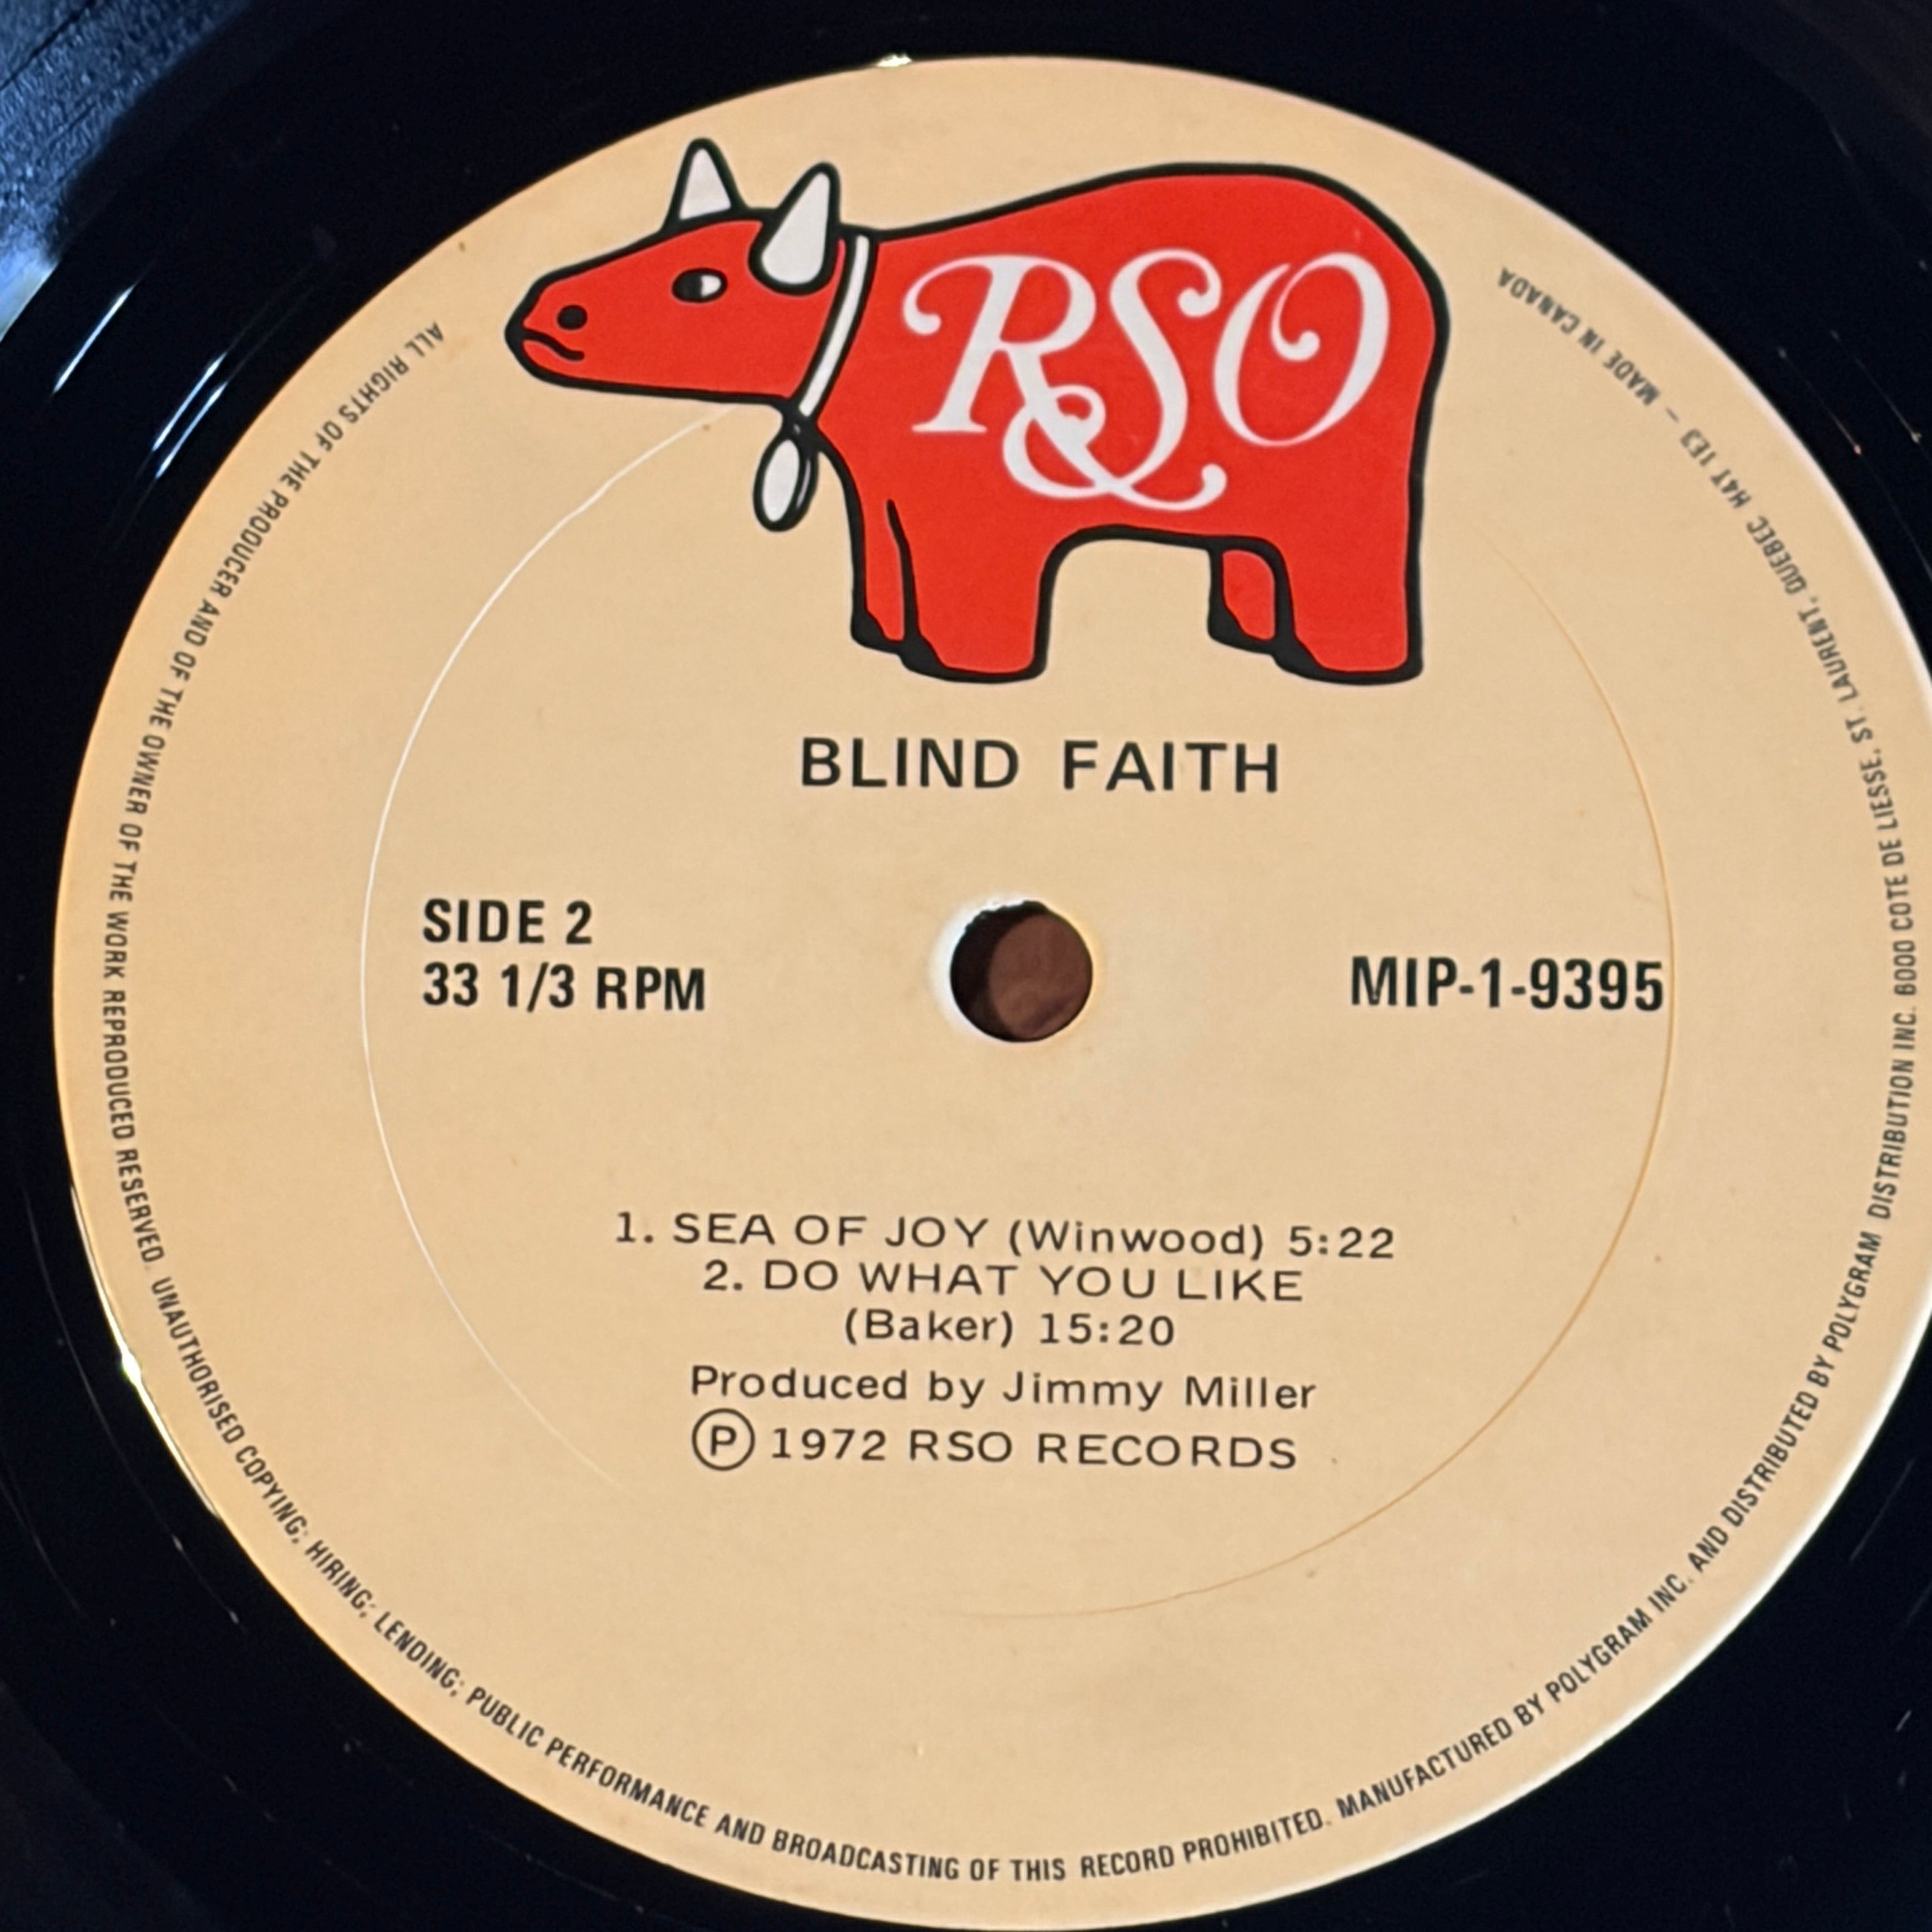 RSO
BLIND FAITH
SIDE 2
33 1/3 RPM
MIP-1-9395
1. SEA OF JOY (Winwood) 5:22
2. DO WHAT YOU LIKE
(Baker) 15:20
Produced by Jimmy Miller
Ⓟ 1972 RSO RECORDS
ALL RIGHTS OF THE PRODUCER AND OF THE OWNER OF THE WORK REPRODUCED RESERVED. UNAUTHORISED COPYING; HIRING; LENDING; PUBLIC PERFORMANCE AND BROADCASTING OF THIS RECORD PROHIBITED. MANUFACTURED BY POLYGRAM INC. AND DISTRIBUTED BY POLYGRAM DISTRIBUTION INC. 6000 COTE DE LIESSE, ST. LAURENT, QUEBEC H4T 1E3 – MADE IN CANADA